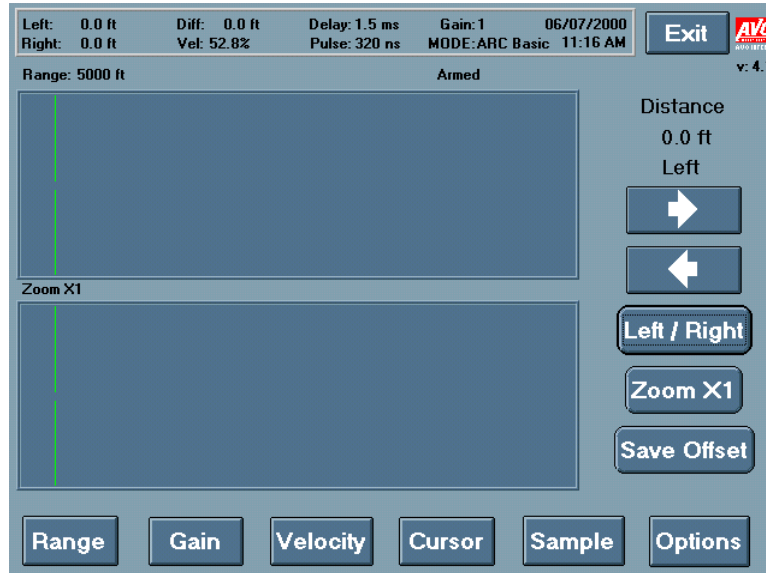 Left: 0.0 ft Diff: 0.0 ft Delay: 1.5 ms Gain: 1 06/07/2000
Right: 0.0 ft Vel: 52.8% Pulse: 320 ns MODE:ARC Basic 11:16 AM
Exit
v: 4.
Range: 5000 ft Armed
Distance
0.0 ft
Left
Zoom X1
Left / Right
Zoom X1
Save Offset
Range Gain Velocity Cursor Sample Options